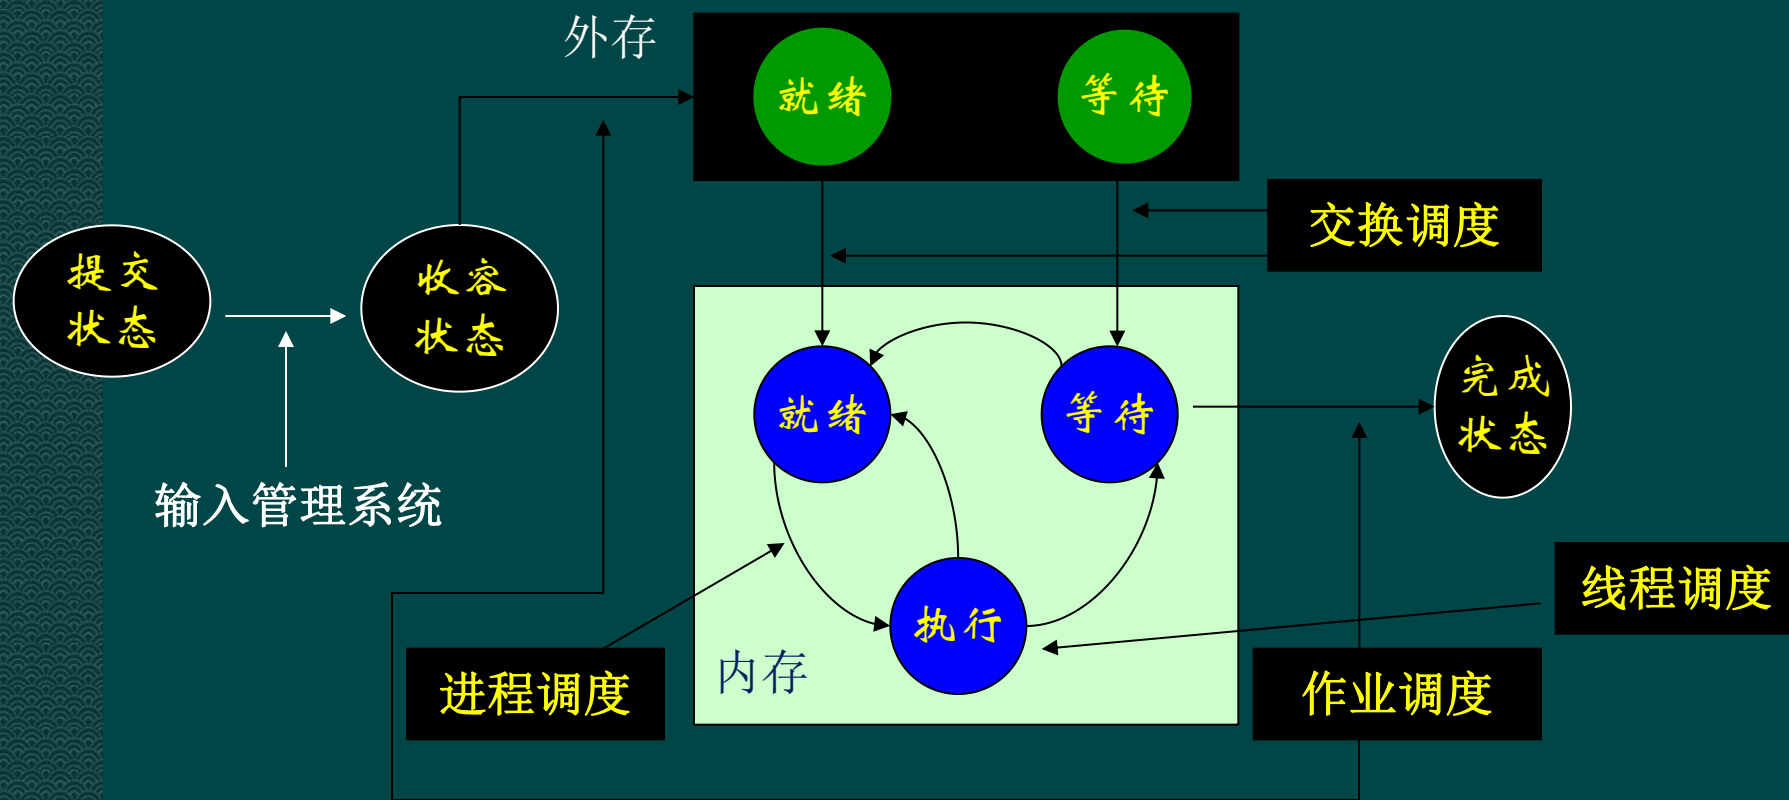 外存
就绪
等待
交换调度
提交
状态
收容
状态
就绪
等待
完成
状态
输入管理系统
线程调度
执行
内存
进程调度
作业调度